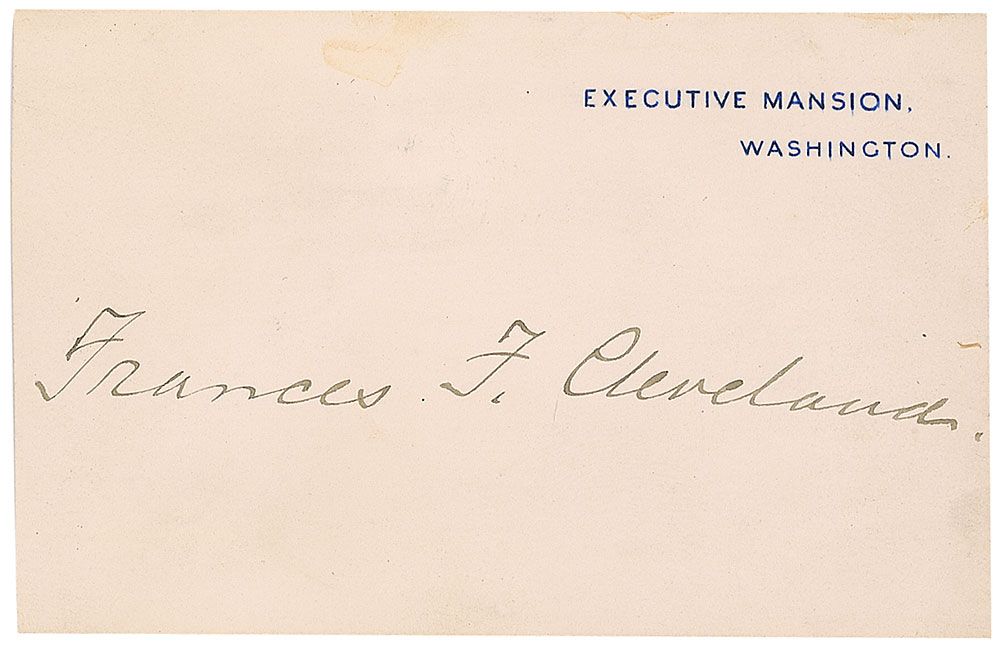 EXECUTIVE MANSION,
WASHINGTON.
Frances F. Cleveland.